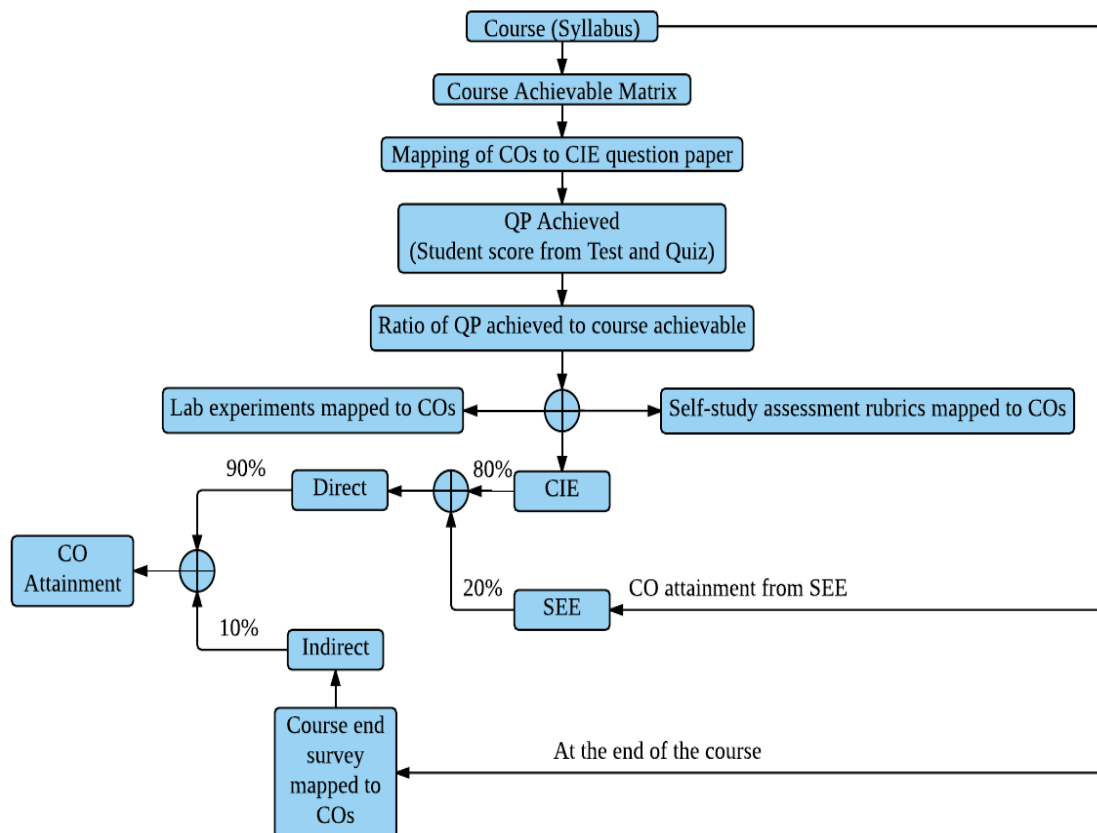 Course (Syllabus)
Course Achievable Matrix
Mapping of COs to CIE question paper
QP Achieved
(Student score from Test and Quiz)
Ratio of QP achieved to course achievable
Lab experiments mapped to COs
Self-study assessment rubrics mapped to COs
90%
Direct
80%
CIE
CO
Attainment
20%
SEE
CO attainment from SEE
10%
Indirect
Course end
survey
mapped to
COs
At the end of the course